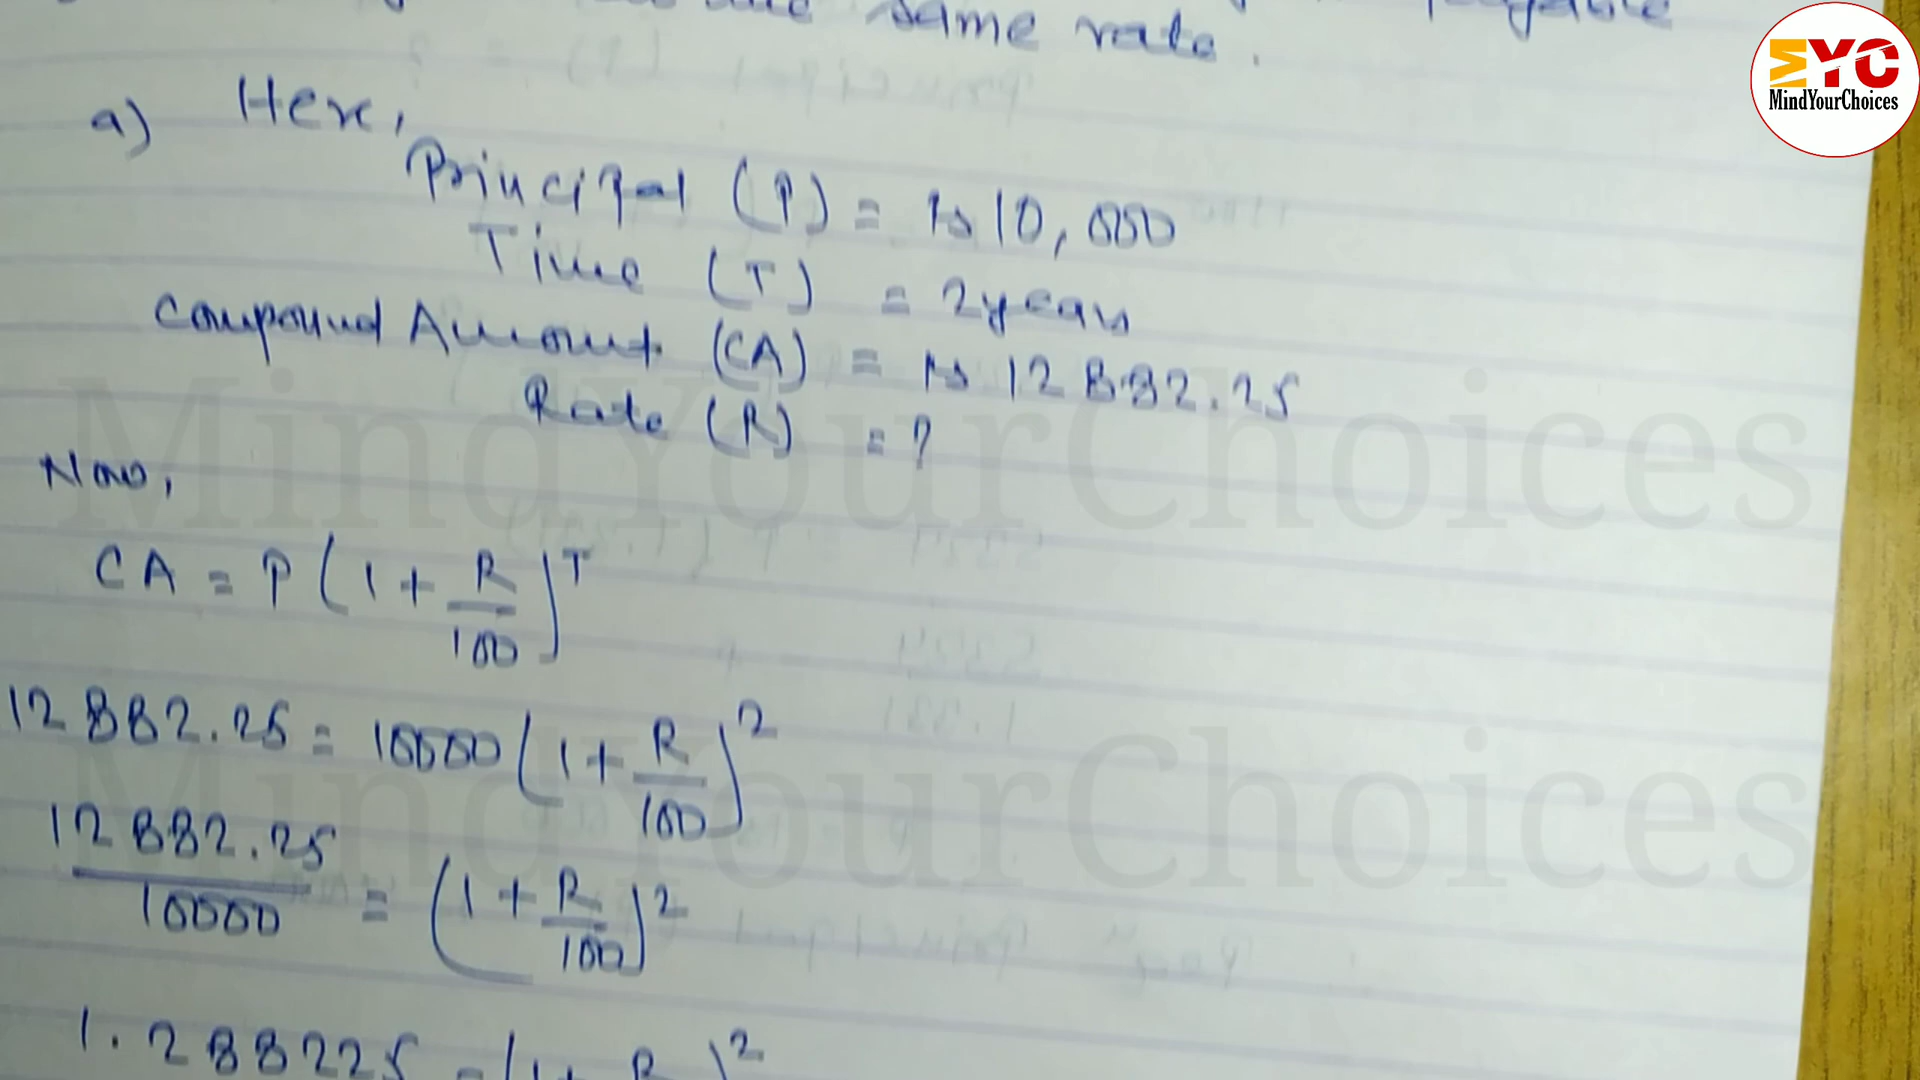 same rate.
MYC
MindYourChoices
a) Here,
Principal (P) = Rs 10,000
Time (T) = 2 years
Compound Amount (CA) = Rs 12882.25
Rate (R) = ?
MindYourChoices
Now,
CA = P(1+R/100)^T
12882.25 = 10000(1+R/100)^2
MindYourChoices
12882.25/10000 = (1+R/100)^2
1.288225 = (1+R)^2